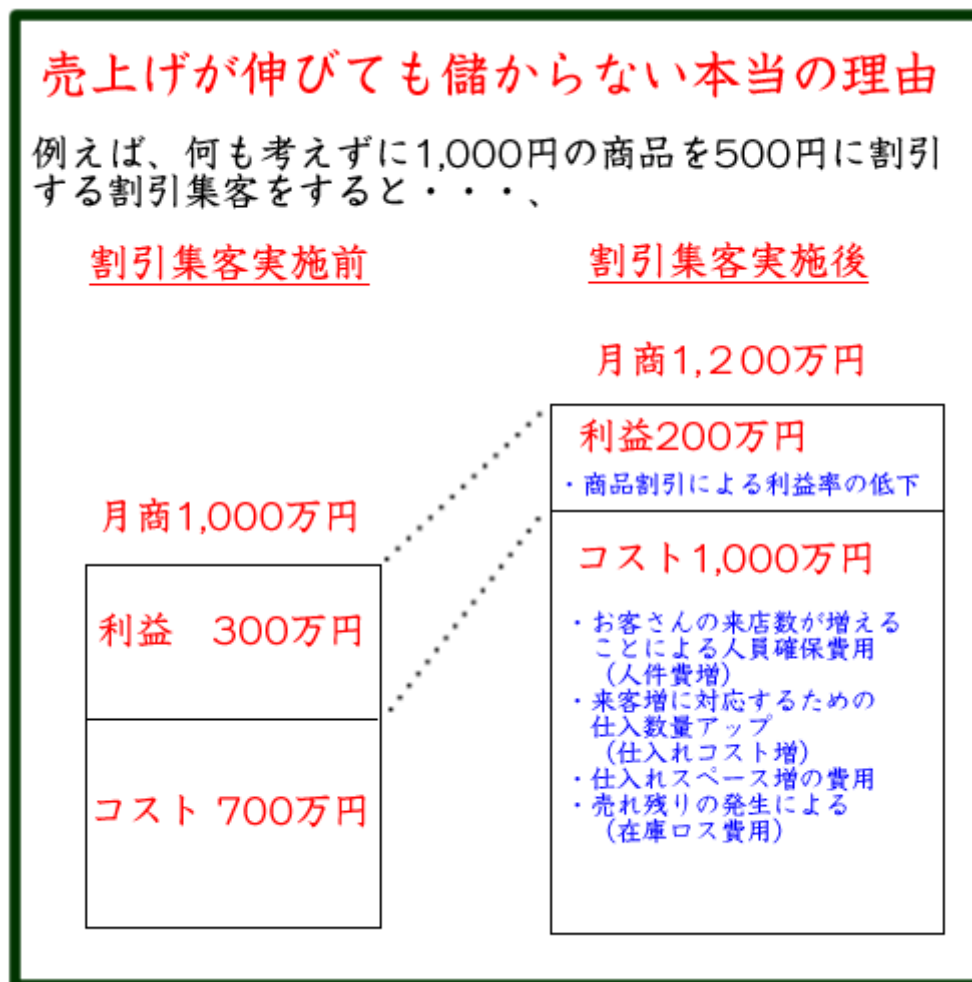 売上げが伸びても儲からない本当の理由
例えば、何も考えずに1,000円の商品を500円に割引
する割引集客をすると・・・、
割引集客実施前
月商1,000万円
利益　300万円
コスト 700万円
割引集客実施後
月商1,200万円
利益200万円
・商品割引による利益率の低下
コスト1,000万円
・お客さんの来店数が増える
ことによる人員確保費用
（人件費増）
・来客増に対応するための
仕入数量アップ
（仕入れコスト増）
・仕入れスペース増の費用
・売れ残りの発生による
（在庫ロス費用）